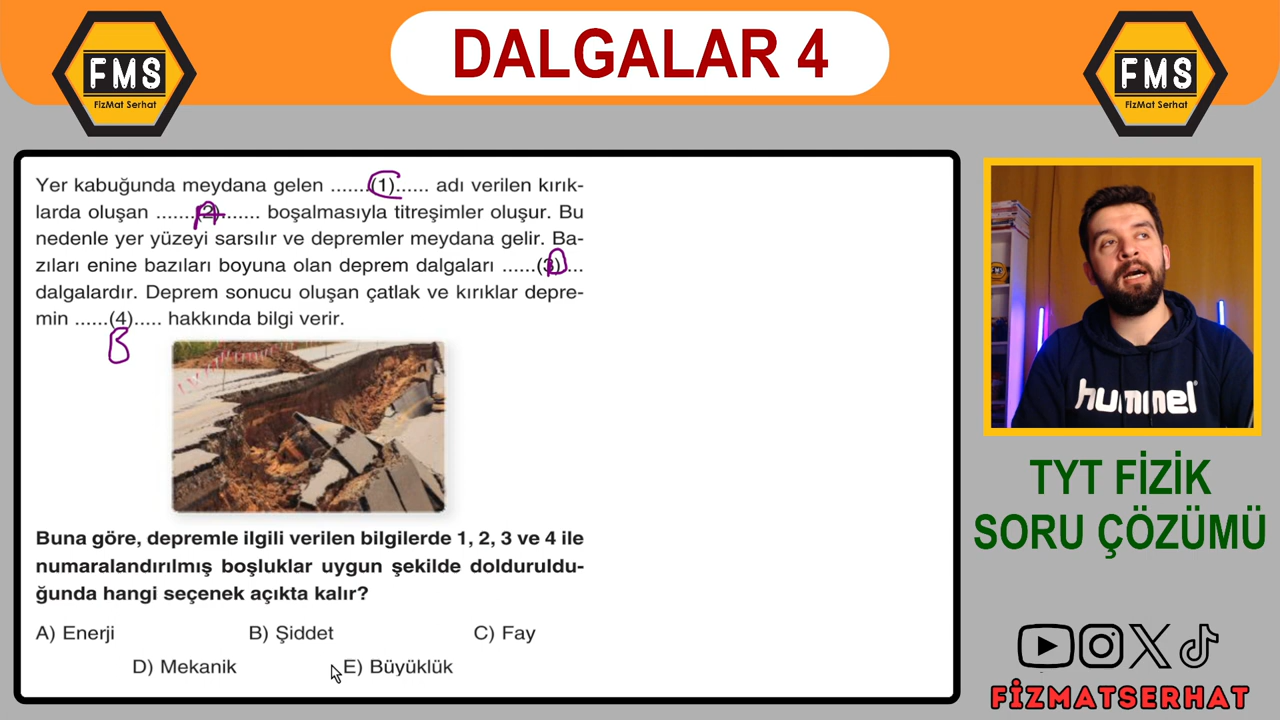 FMS
FizMat Serhat
DALGALAR 4
FMS
FizMat Serhat
Yer kabuğunda meydana gelen .......(1)...... adı verilen kırık-
larda oluşan .......(2)....... boşalmasıyla titreşimler oluşur. Bu
nedenle yer yüzeyi sarsılır ve depremler meydana gelir. Ba-
zıları enine bazıları boyuna olan deprem dalgaları ......(3)....
dalgalardır. Deprem sonucu oluşan çatlak ve kırıklar depre-
min ......(4)..... hakkında bilgi verir.
C
A
D
B
Buna göre, depremle ilgili verilen bilgilerde 1, 2, 3 ve 4 ile
numaralandırılmış boşluklar uygun şekilde dolduruldu-
ğunda hangi seçenek açıkta kalır?
A) Enerji B) Şiddet C) Fay
D) Mekanik E) Büyüklük
hummel
TYT FİZİK
SORU ÇÖZÜMÜ
FİZMATSERHAT